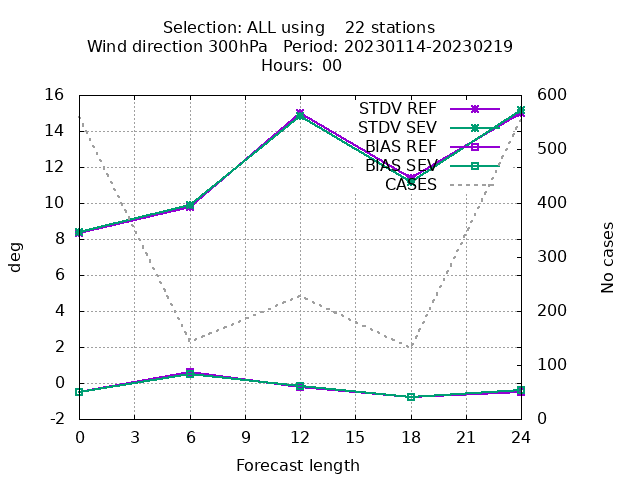 Selection: ALL using    22 stations
Wind direction 300hPa   Period: 20230114-20230219
Hours: 00
STDV REF
STDV SEV
BIAS REF
BIAS SEV
CASES
16
14
12
10
8
6
4
2
0
-2
deg
600
500
400
300
200
100
0
No cases
0 3 6 9 12 15 18 21 24
Forecast length